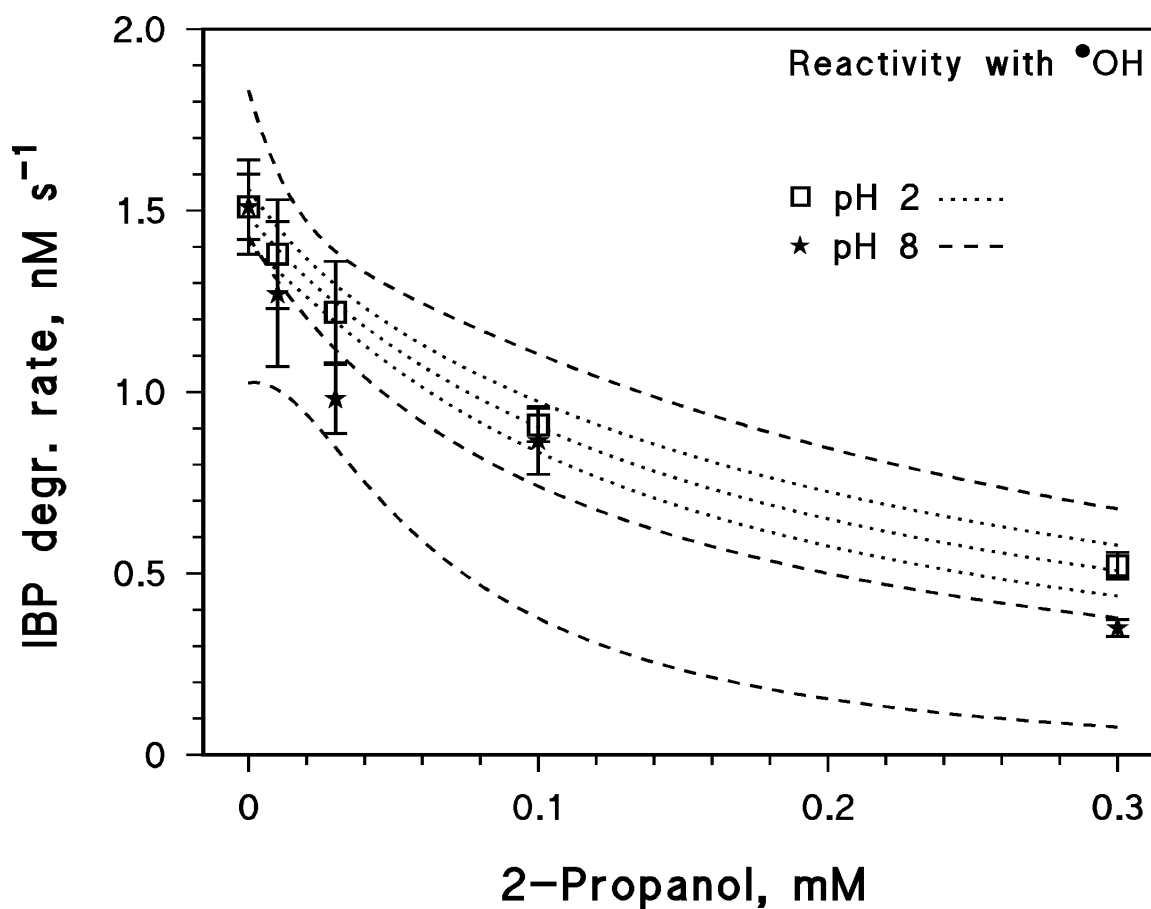 2.0
Reactivity with •OH
1.5
pH 2
pH 8
1.0
0.5
0
0
0.1
0.2
0.3
IBP degr. rate, nM s⁻¹
2-Propanol, mM